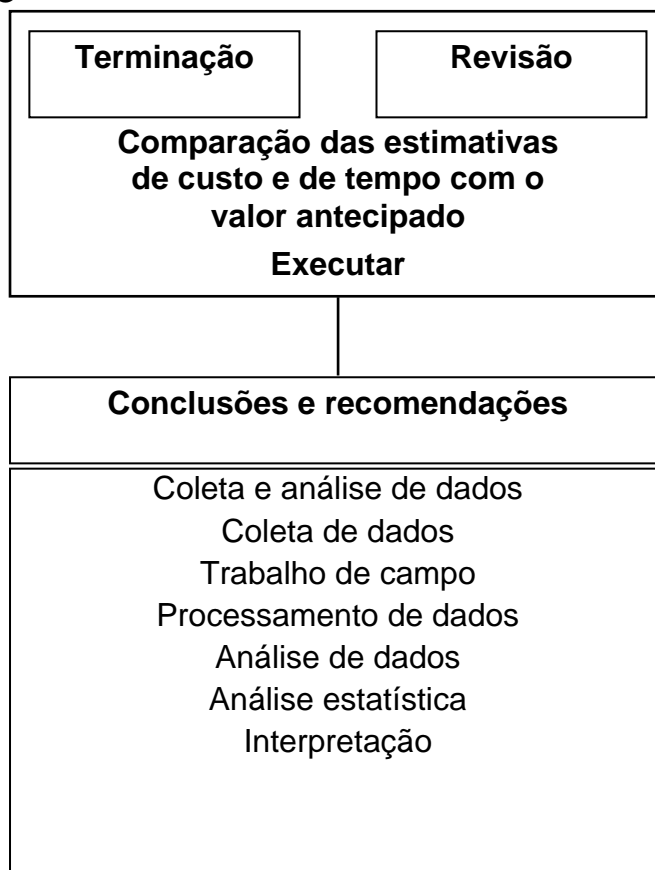 Terminação
Revisão
Comparação das estimativas
de custo e de tempo com o
valor antecipado
Executar
Conclusões e recomendações
Coleta e análise de dados
Coleta de dados
Trabalho de campo
Processamento de dados
Análise de dados
Análise estatística
Interpretação